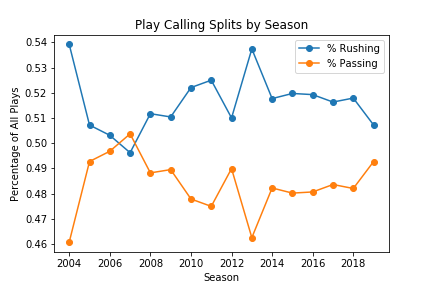 Play Calling Splits by Season
% Rushing
% Passing
Percentage of All Plays
0.54
0.53
0.52
0.51
0.50
0.49
0.48
0.47
0.46
2004 2006 2008 2010 2012 2014 2016 2018
Season